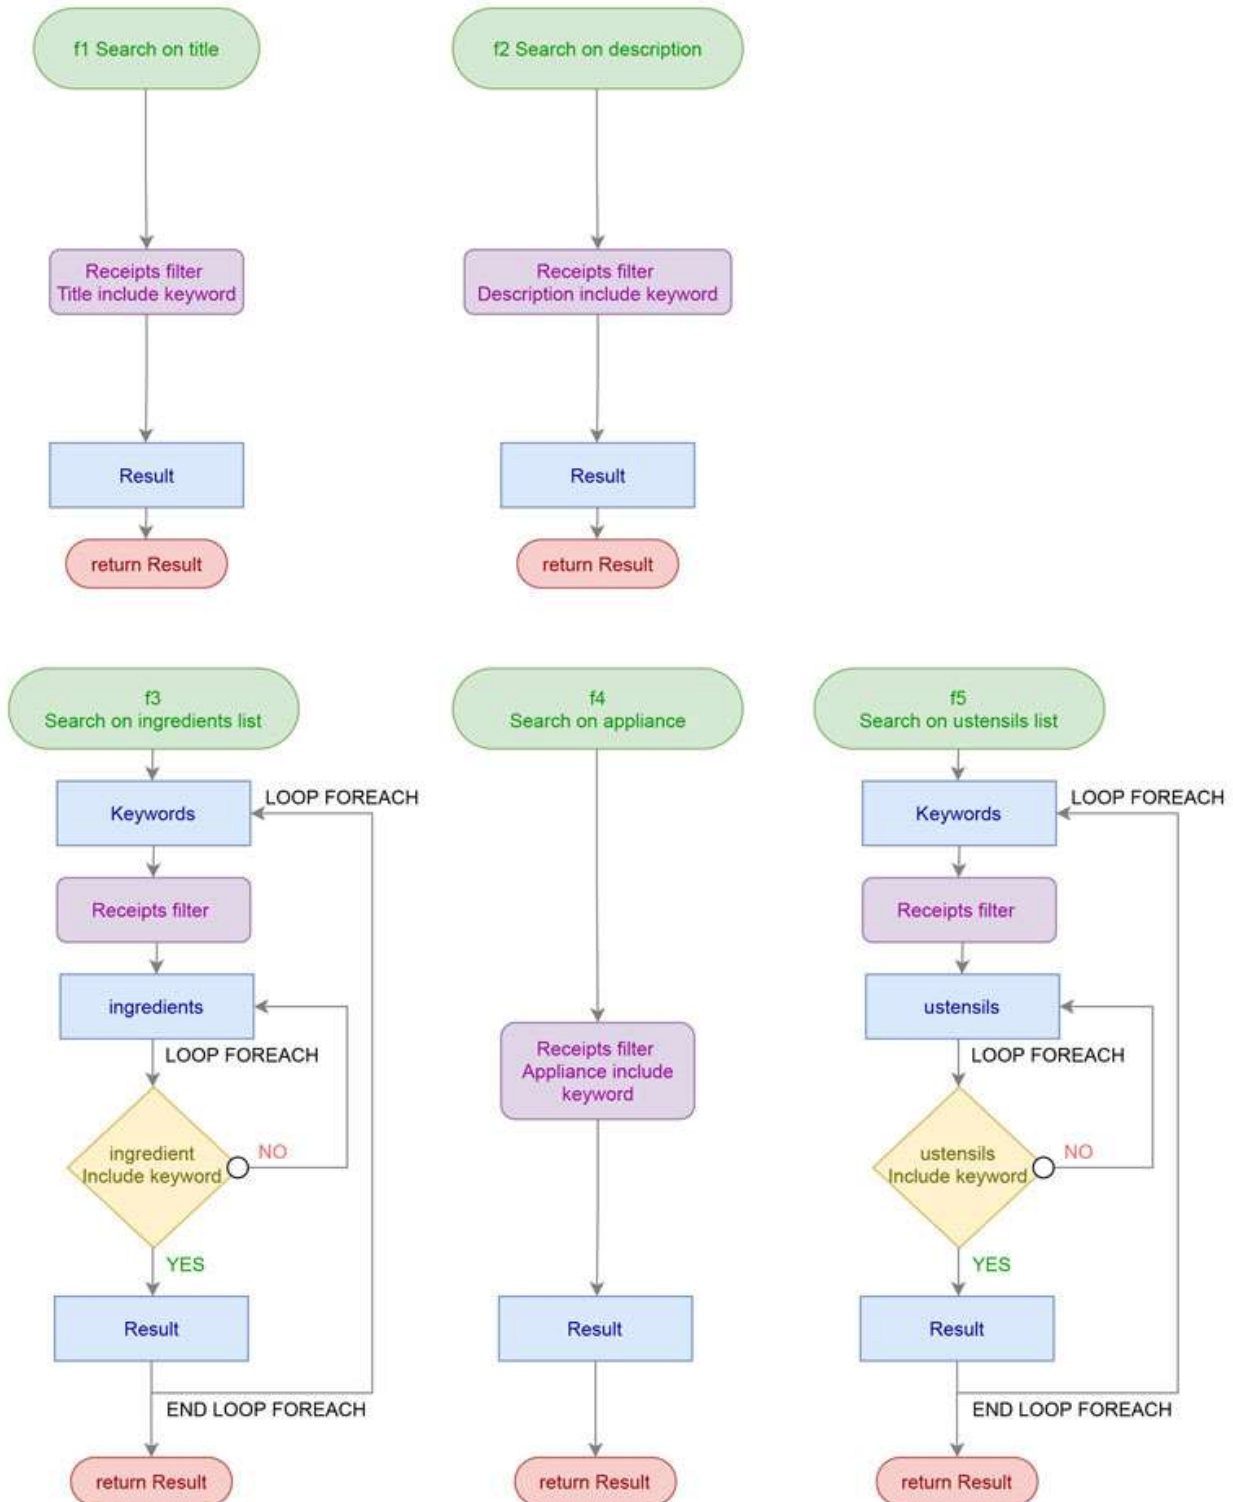 f1 Search on title
f2 Search on description
Receipts filter
Title include keyword
Receipts filter
Description include keyword
Result
Result
return Result
return Result
f3
Search on ingredients list
f4
Search on appliance
f5
Search on ustensils list
LOOP FOREACH
Keywords
LOOP FOREACH
Keywords
Receipts filter
Receipts filter
ingredients
ustensils
LOOP FOREACH
LOOP FOREACH
Receipts filter
Appliance include
keyword
ingredient
Include keyword
NO
ustensils
Include keyword
NO
YES
YES
Result
Result
Result
END LOOP FOREACH
END LOOP FOREACH
return Result
return Result
return Result